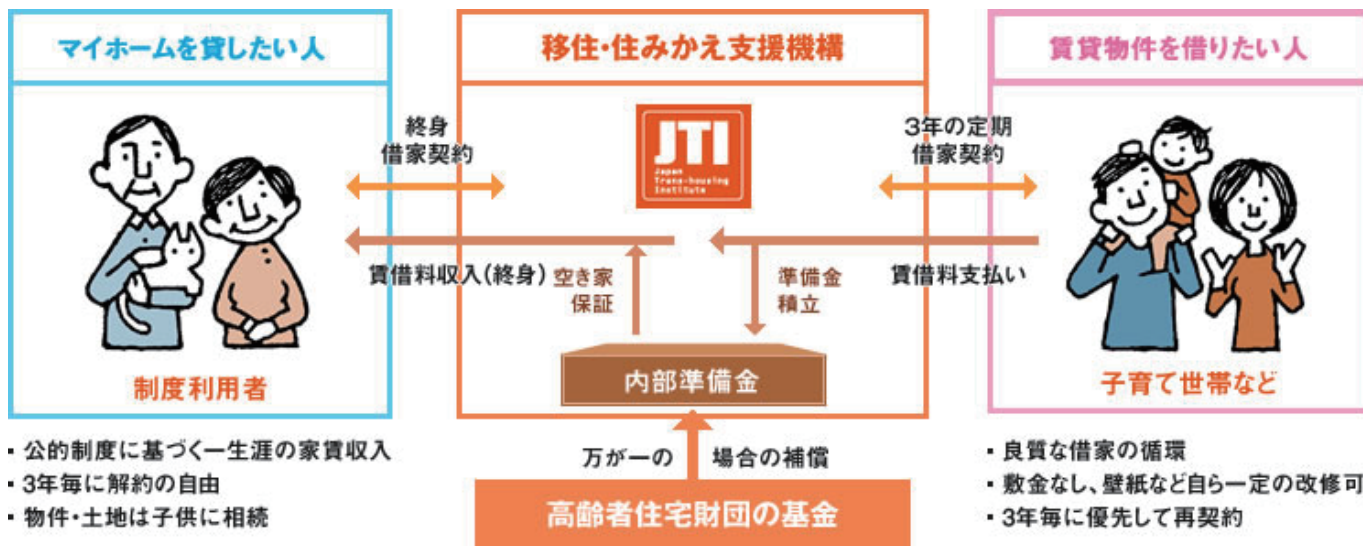 マイホームを貸したい人
移住・住みかえ支援機構
賃貸物件を借りたい人
終身
借家契約
JTI
Japan
Trans-housing
Institute
3年の定期
借家契約
賃借料収入(終身)
空き家
保証
準備金
積立
賃借料支払い
内部準備金
制度利用者
子育て世帯など
▪ 公的制度に基づく一生涯の家賃収入
▪ 3年毎に解約の自由
▪ 物件・土地は子供に相続
万が一の 場合の補償
高齢者住宅財団の基金
▪ 良質な借家の循環
▪ 敷金なし、壁紙など自ら一定の改修可
▪ 3年毎に優先して再契約